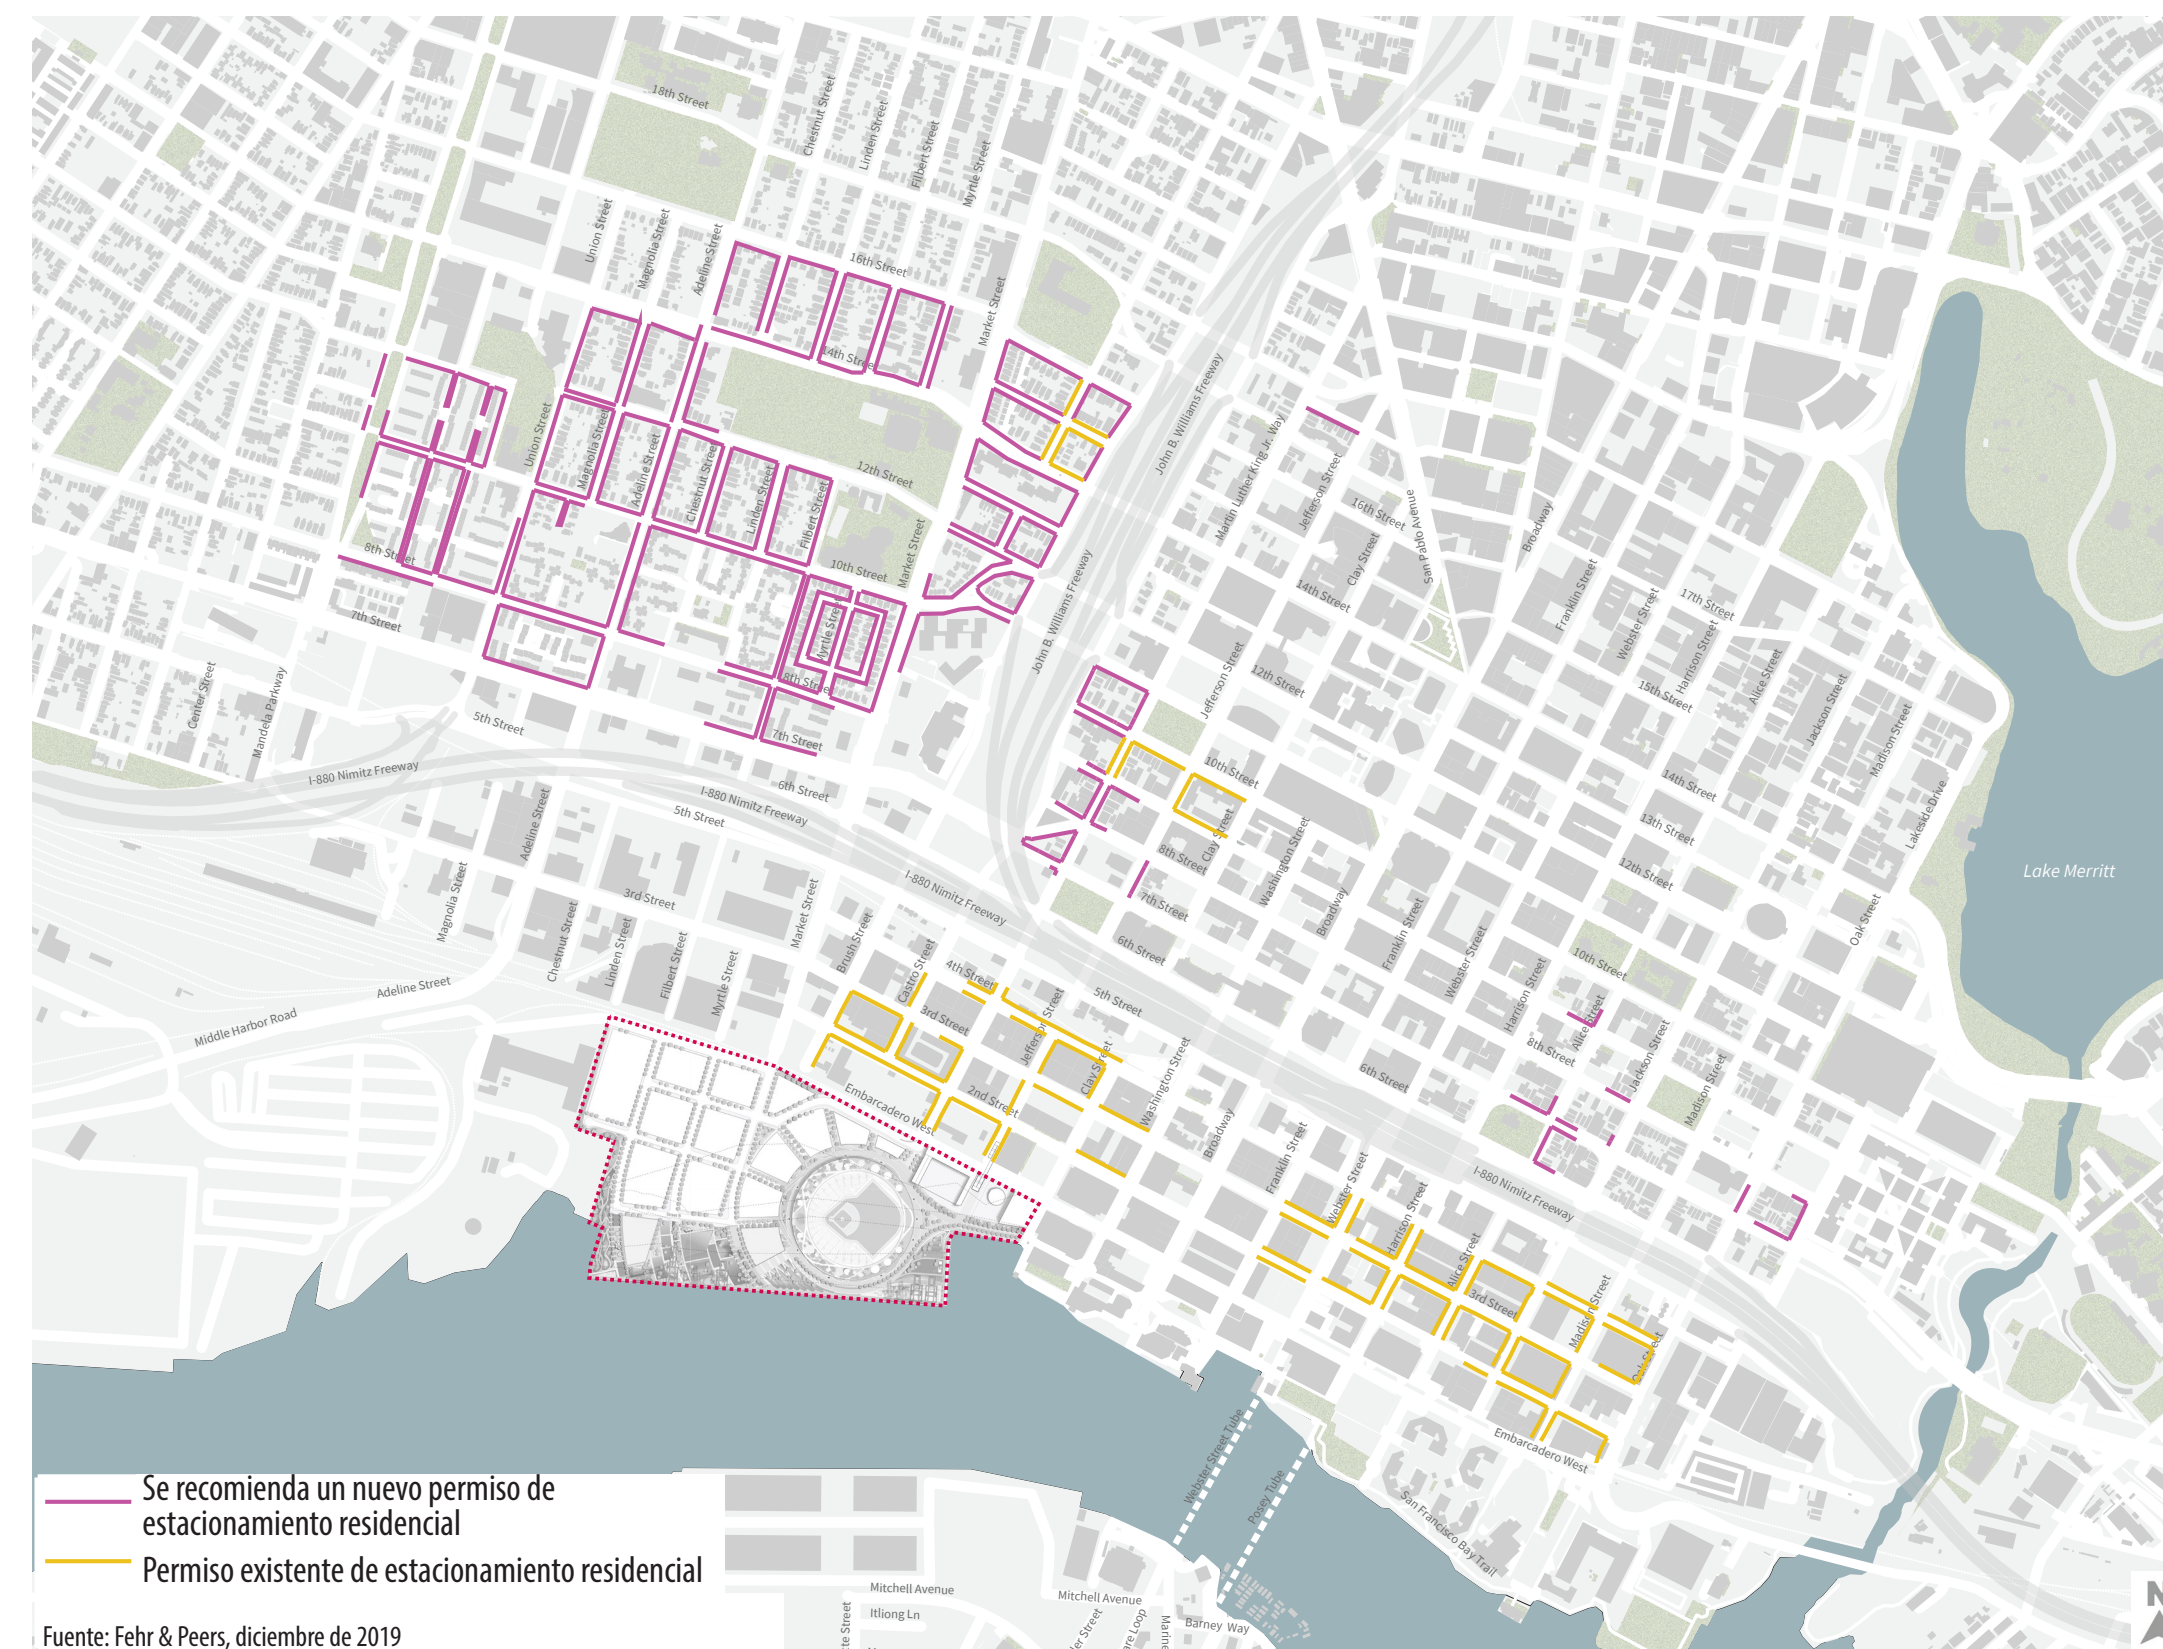 18th Street
Chestnut Street
Linden Street
Filbert Street
Myrtle Street
Union Street
Magnolia Street
Adeline Street
16th Street
Market Street
14th Street
John B. Williams Freeway
Union Street
Magnolia Street
Adeline Street
Chestnut Street
Linden Street
Filbert Street
12th Street
Market Street
10th Street
Martin Luther King Jr. Way
Jefferson Street
16th Street
San Pablo Avenue
Clay Street
14th Street
Broadway
Franklin Street
Webster Street
17th Street
Harrison Street
15th Street
Alice Street
Jackson Street
Madison Street
8th Street
7th Street
Center Street
Mandela Parkway
Myrtle Street
8th Street
7th Street
John B. Williams Freeway
Jefferson Street
12th Street
5th Street
I-880 Nimitz Freeway
6th Street
I-880 Nimitz Freeway
5th Street
10th Street
14th Street
13th Street
12th Street
Lakeside Drive
Lake Merritt
Adeline Street
Magnolia Street
3rd Street
Market Street
I-880 Nimitz Freeway
Clay Street
8th Street
Washington Street
7th Street
Broadway
Franklin Street
Webster Street
6th Street
Oak Street
10th Street
Chestnut Street
Linden Street
Filbert Street
Myrtle Street
Brush Street
Castro Street
4th Street
3rd Street
5th Street
Jefferson Street
Clay Street
Washington Street
Harrison Street
Alice Street
8th Street
Jackson Street
Madison Street
Adeline Street
Middle Harbor Road
2nd Street
Embarcadero West
6th Street
Broadway
Franklin Street
Webster Street
Harrison Street
I-880 Nimitz Freeway
Alice Street
3rd Street
Madison Street
Oak Street
Embarcadero West
Webster Street Tube
Posey Tube
San Francisco Bay Trail
Se recomienda un nuevo permiso de
estacionamiento residencial
Permiso existente de estacionamiento residencial
Fuente: Fehr & Peers, diciembre de 2019
Mitchell Avenue
Itliong Ln
Mitchell Avenue
Barney Way
N